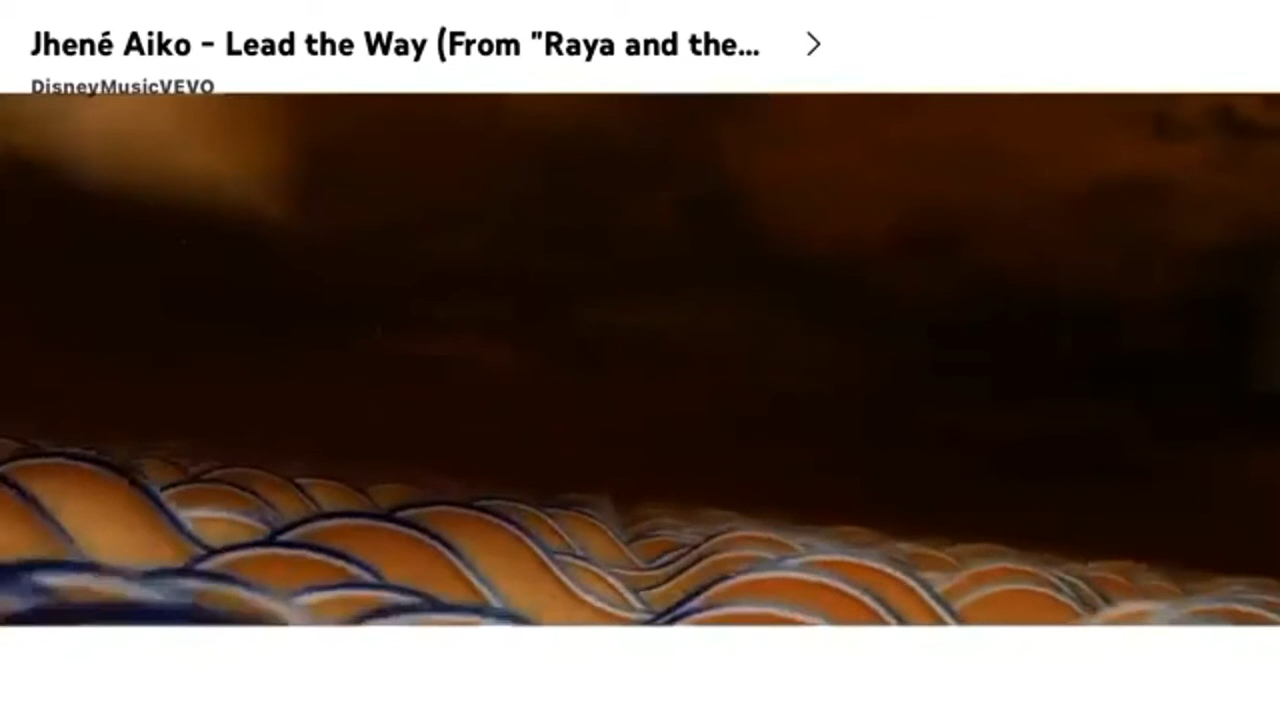 Jhené Aiko - Lead the Way (From "Raya and the...
DisneyMusicVEVO